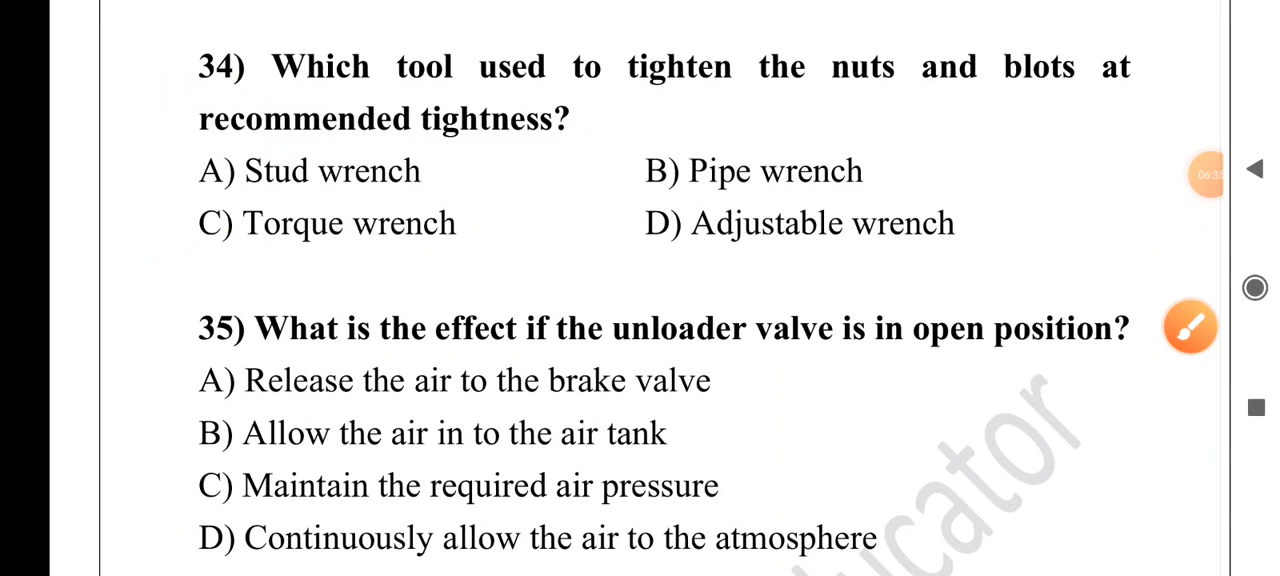 34) Which tool used to tighten the nuts and blots at
recommended tightness?
A) Stud wrench B) Pipe wrench
C) Torque wrench D) Adjustable wrench
06:35
35) What is the effect if the unloader valve is in open position?
A) Release the air to the brake valve
B) Allow the air in to the air tank
C) Maintain the required air pressure
D) Continuously allow the air to the atmosphere